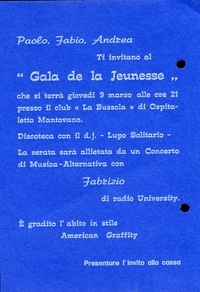 Paolo, Fabio, Andrea
Ti invitano al
“ Gala de la Jeunesse „
che si terrà giovedì 9 marzo alle ore 21
presso il club « La Bussola » di Ospita-
letto Mantovano.
Discoteca con il d.j. - Lupo Solitario -
La serata sarà allietata da un Concerto
di Musica-Alternativa con
Fabrizio
di radio University.
È gradito l'abito in stile
American Graffity
Presentare l'invito alla cassa